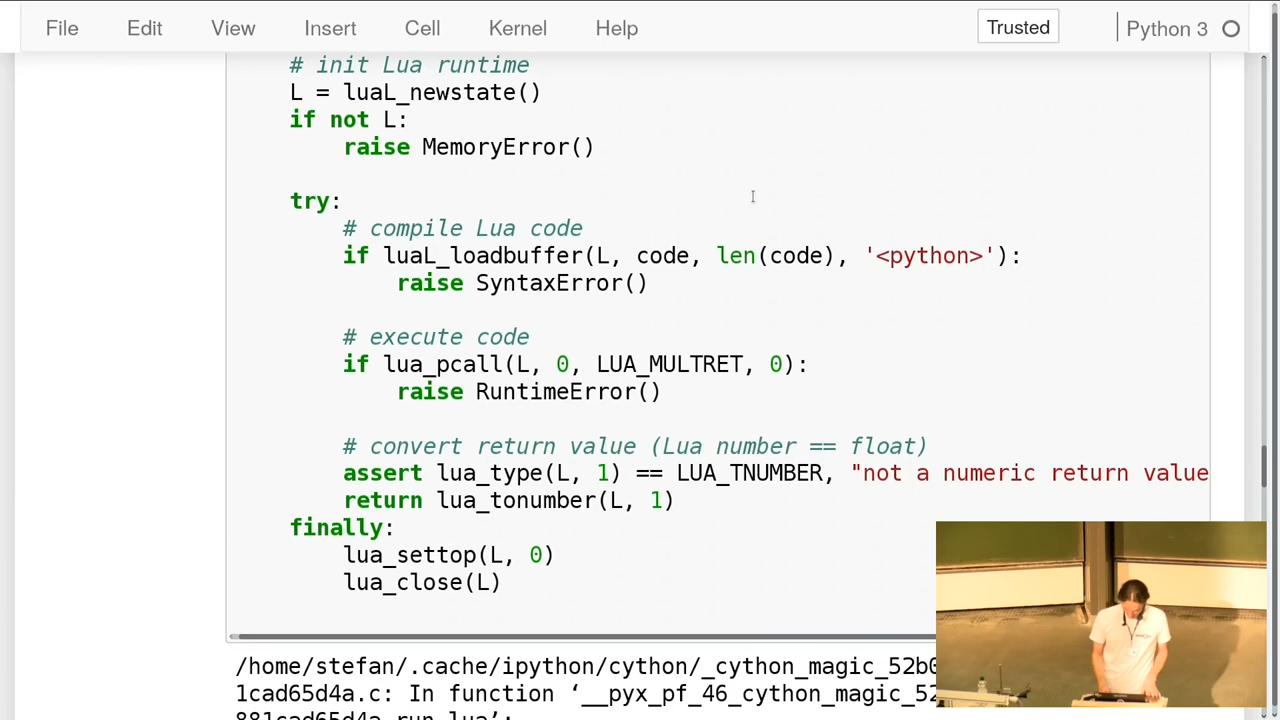 File Edit View Insert Cell Kernel Help Trusted Python 3
# init Lua runtime
L = luaL_newstate()
if not L:
raise MemoryError()
try:
# compile Lua code
if luaL_loadbuffer(L, code, len(code), '<python>'):
raise SyntaxError()
# execute code
if lua_pcall(L, 0, LUA_MULTRET, 0):
raise RuntimeError()
# convert return value (Lua number == float)
assert lua_type(L, 1) == LUA_TNUMBER, "not a numeric return value
return lua_tonumber(L, 1)
finally:
lua_settop(L, 0)
lua_close(L)
/home/stefan/.cache/ipython/cython/_cython_magic_52b0
1cad65d4a.c: In function ‘__pyx_pf_46_cython_magic_52
881cad65d4a_run_lua’: